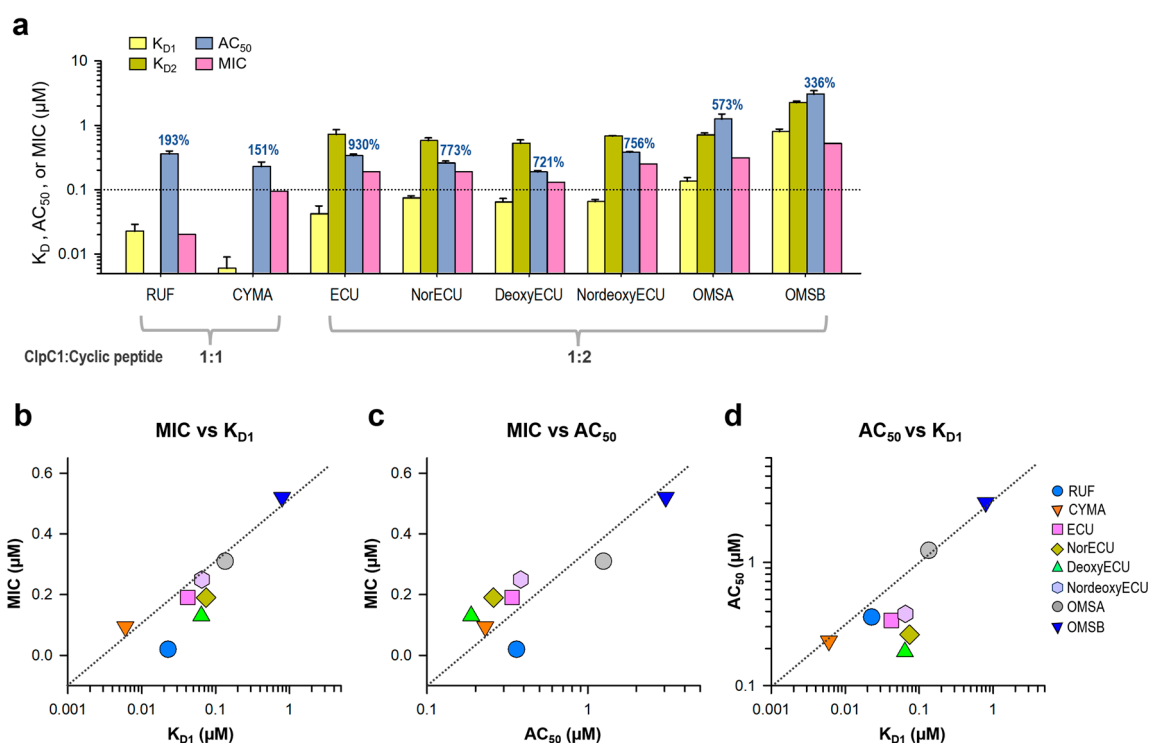 a
K_D1 AC_50
K_D2 MIC
K_D, AC_50, or MIC (µM)
10
1
0.1
0.01
193% 151% 930% 773% 721% 756% 573% 336%
RUF CYMA ECU NorECU DeoxyECU NordeoxyECU OMSA OMSB
ClpC1:Cyclic peptide 1:1 1:2
b
MIC vs K_D1
MIC (µM)
0.6
0.4
0.2
0.0
0.001 0.01 0.1 1
K_D1 (µM)
c
MIC vs AC_50
MIC (µM)
0.6
0.4
0.2
0.0
0.1 1
AC_50 (µM)
d
AC_50 vs K_D1
AC_50 (µM)
1
0.1
0.001 0.01 0.1 1
K_D1 (µM)
RUF
CYMA
ECU
NorECU
DeoxyECU
NordeoxyECU
OMSA
OMSB